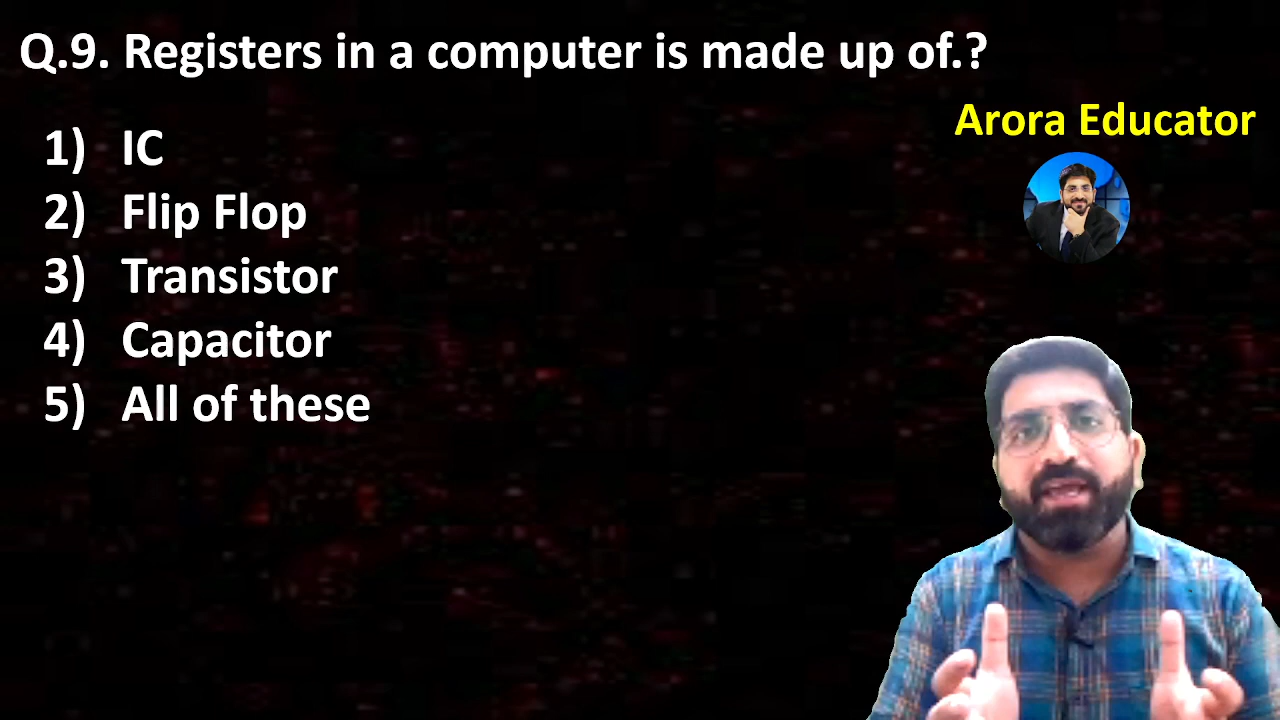 Q.9. Registers in a computer is made up of.?
Arora Educator
1) IC
2) Flip Flop
3) Transistor
4) Capacitor
5) All of these